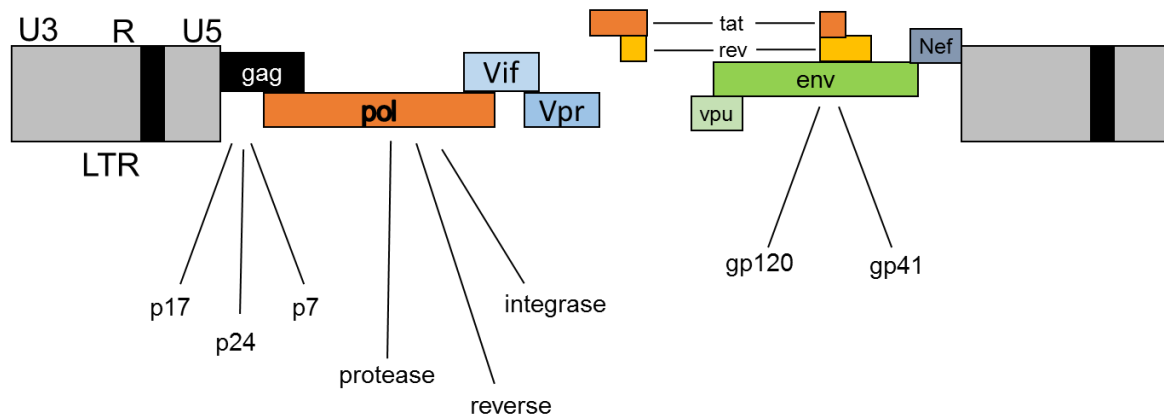 U3
R
U5
LTR
gag
pol
Vif
Vpr
tat
rev
vpu
env
Nef
p17
p24
p7
protease
reverse
integrase
gp120
gp41